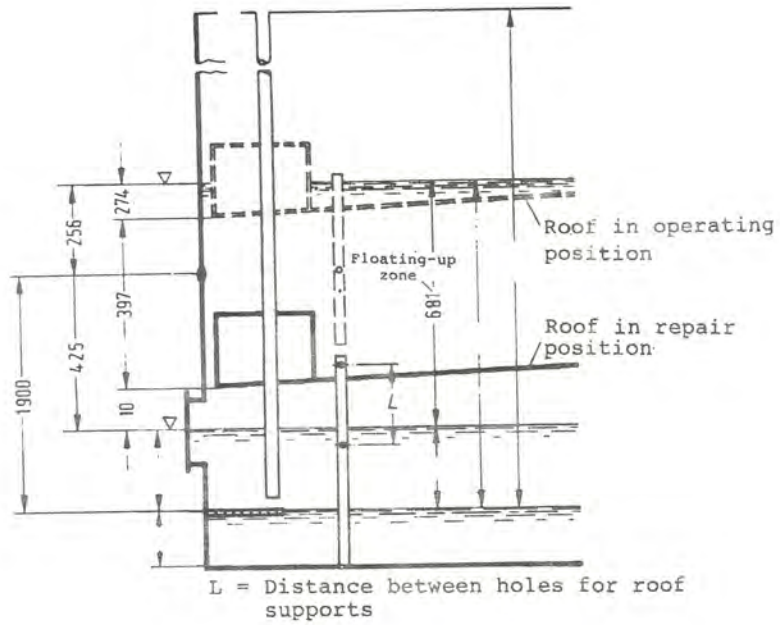 274
256
Roof in operating
position
Floating-up
zone
397
681
Roof in repair
position
425
1900
10
L
L = Distance between holes for roof
supports